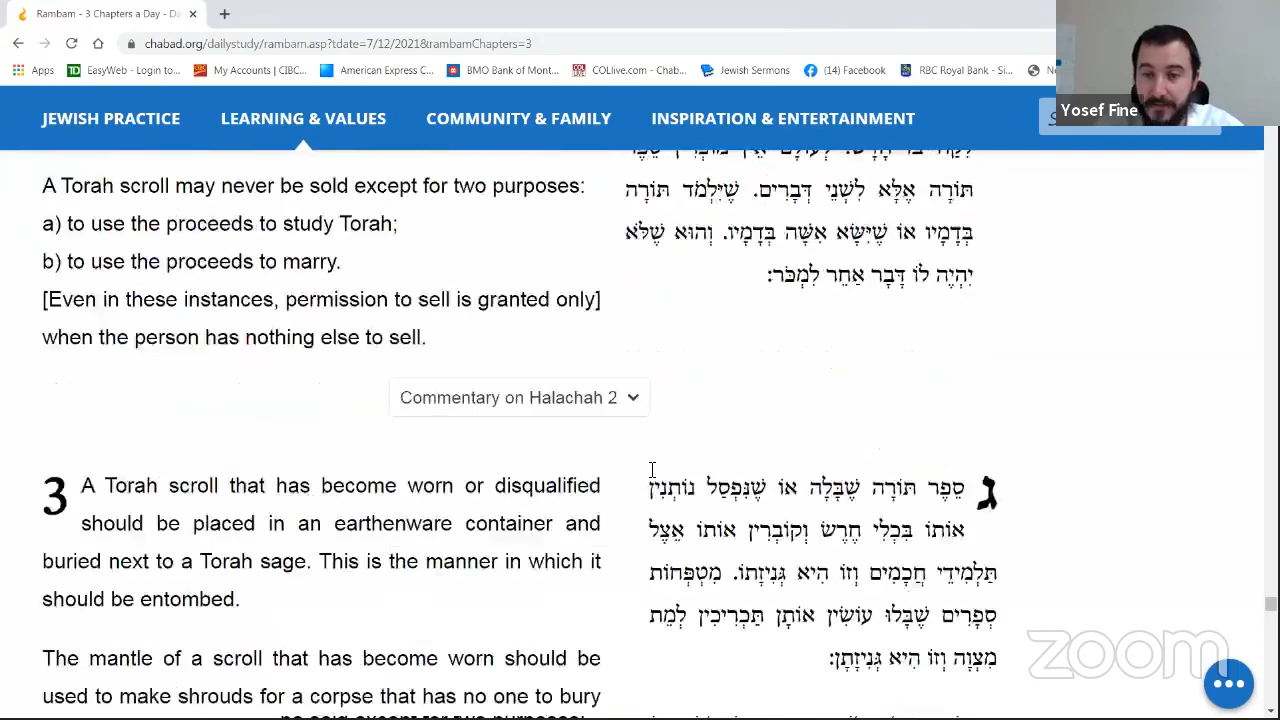 Rambam - 3 Chapters a Day - Da
chabad.org/dailystudy/rambam.asp?tdate=7/12/2021&rambamChapters=3
Apps
EasyWeb - Login to...
My Accounts | CIBC...
American Express C...
BMO Bank of Mont...
COLlive.com - Chab...
Jewish Sermons
(14) Facebook
RBC Royal Bank - Si...
Yosef Fine
JEWISH PRACTICE
LEARNING & VALUES
COMMUNITY & FAMILY
INSPIRATION & ENTERTAINMENT
A Torah scroll may never be sold except for two purposes:
a) to use the proceeds to study Torah;
b) to use the proceeds to marry.
[Even in these instances, permission to sell is granted only]
when the person has nothing else to sell.
תּוֹרָה אֶלָּא לִשְׁנֵי דְּבָרִים. שֶׁיִּלְמֹד תּוֹרָה
בְּדָמָיו אוֹ שֶׁיִּשָּׂא אִשָּׁה בְּדָמָיו. וְהוּא שֶׁלֹּא
יִהְיֶה לוֹ דָּבָר אַחֵר לִמְכֹּר:
Commentary on Halachah 2
3 A Torah scroll that has become worn or disqualified
should be placed in an earthenware container and
buried next to a Torah sage. This is the manner in which it
should be entombed.
The mantle of a scroll that has become worn should be
used to make shrouds for a corpse that has no one to bury
ג סֵפֶר תּוֹרָה שֶׁבָּלָה אוֹ שֶׁנִּפְסַל נוֹתְנִין
אוֹתוֹ בִּכְלִי חֶרֶשׂ וְקוֹבְרִין אוֹתוֹ אֵצֶל
תַּלְמִידֵי חֲכָמִים וְזוֹ הִיא גְּנִיזָתוֹ. מִטְפְּחוֹת
סְפָרִים שֶׁבָּלוּ עוֹשִׂין אוֹתָן תַּכְרִיכִין לְמֵת
מִצְוָה וְזוֹ הִיא גְּנִיזָתָן:
zoom